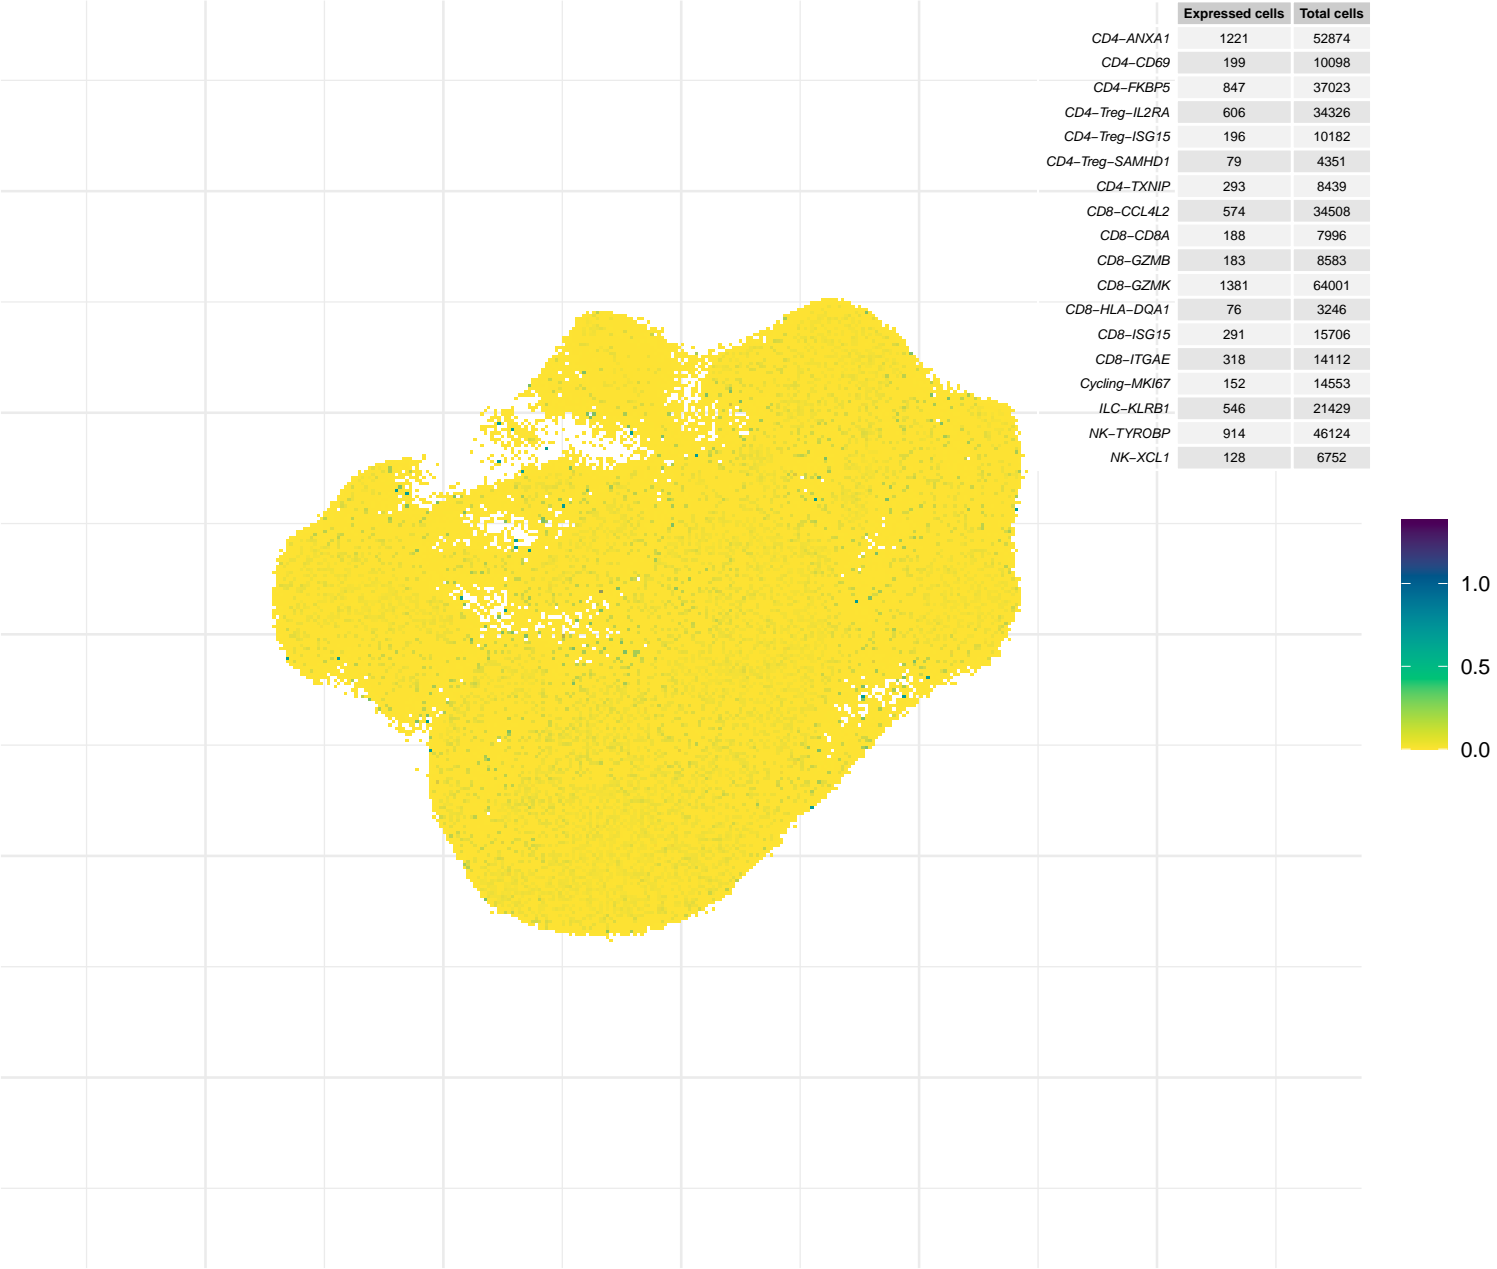 Expressed cells Total cells
CD4−ANXA1 1221 52874
CD4−CD69 199 10098
CD4−FKBP5 847 37023
CD4−Treg−IL2RA 606 34326
CD4−Treg−ISG15 196 10182
CD4−Treg−SAMHD1 79 4351
CD4−TXNIP 293 8439
CD8−CCL4L2 574 34508
CD8−CD8A 188 7996
CD8−GZMB 183 8583
CD8−GZMK 1381 64001
CD8−HLA−DQA1 76 3246
CD8−ISG15 291 15706
CD8−ITGAE 318 14112
Cycling−MKI67 152 14553
ILC−KLRB1 546 21429
NK−TYROBP 914 46124
NK−XCL1 128 6752
1.0
0.5
0.0